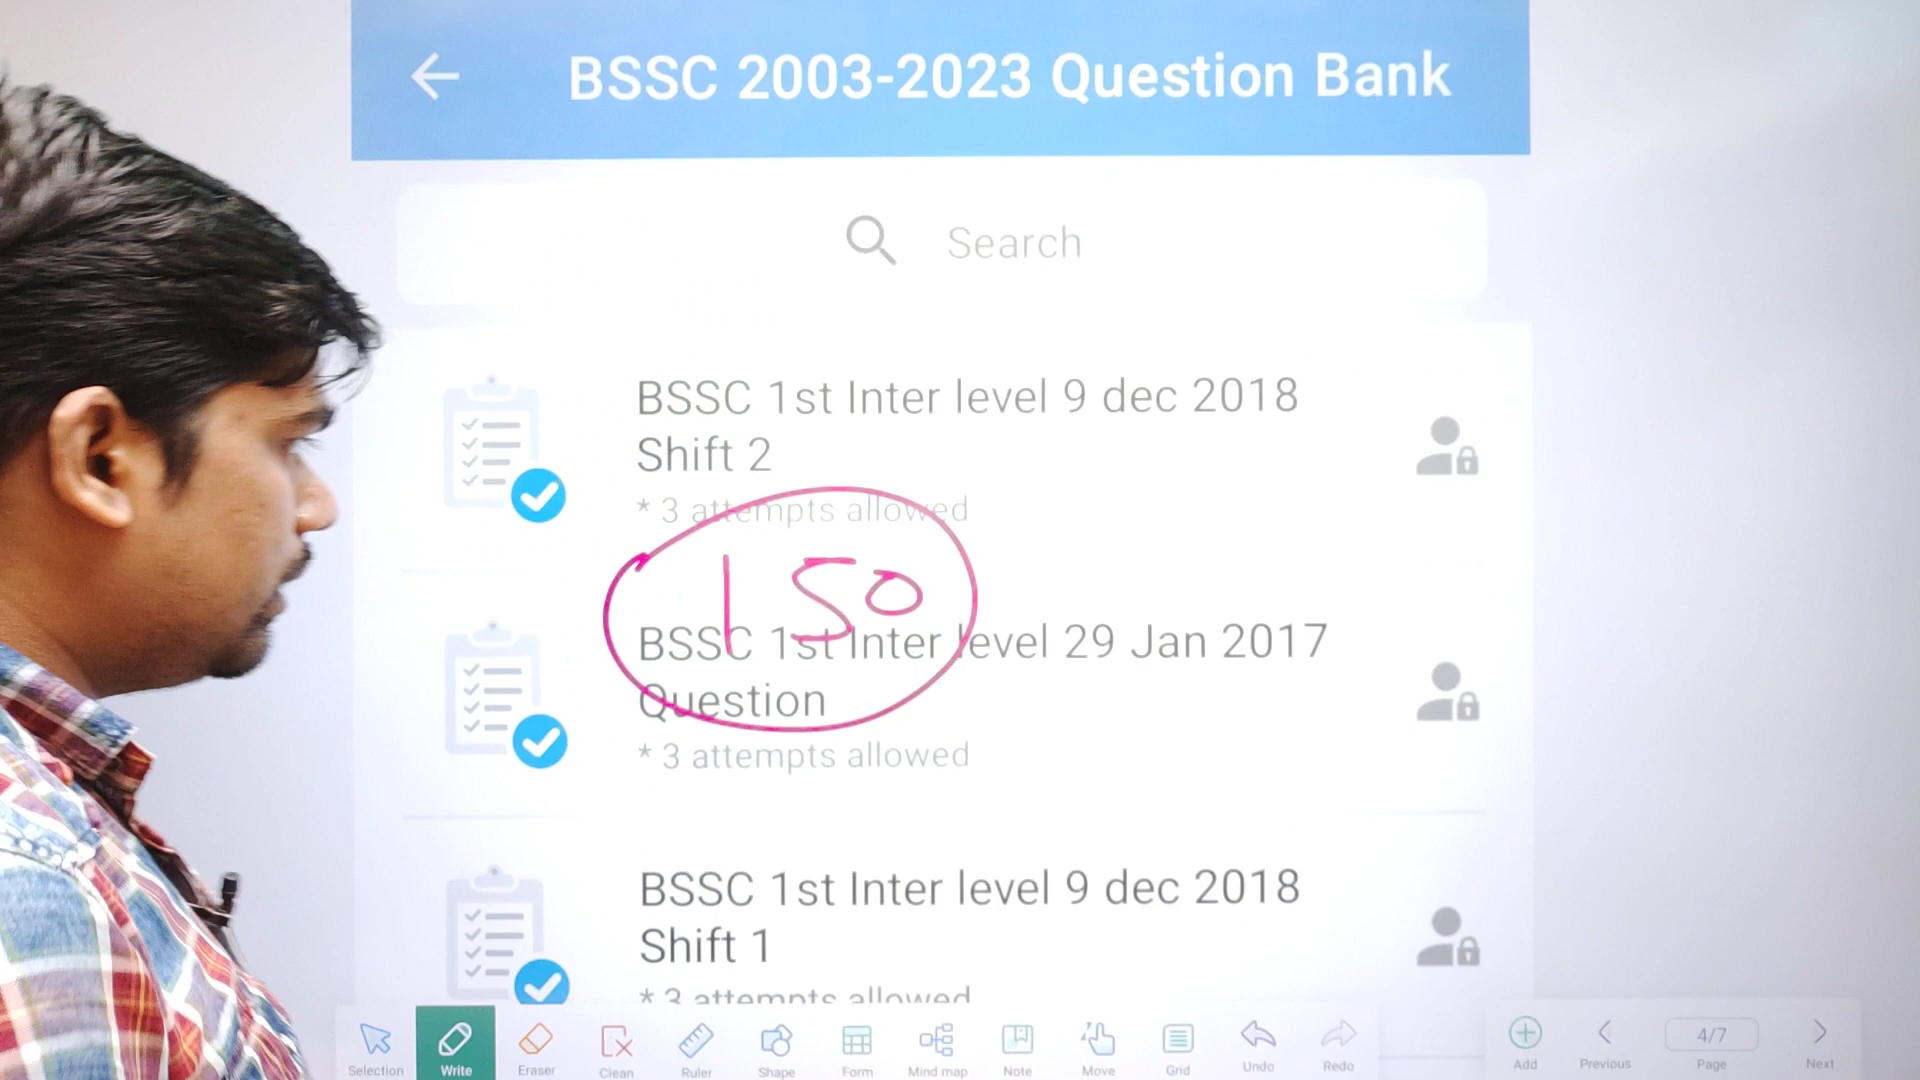 BSSC 2003-2023 Question Bank
Search
BSSC 1st Inter level 9 dec 2018
Shift 2
* 3 attempts allowed
150
BSSC 1st Inter level 29 Jan 2017
Question
* 3 attempts allowed
BSSC 1st Inter level 9 dec 2018
Shift 1
* 3 attempts allowed
Selection
Write
Eraser
Clean
Ruler
Shape
Form
Mind map
Note
Move
Grid
Undo
Redo
Add
Previous
4/7
Page
Next